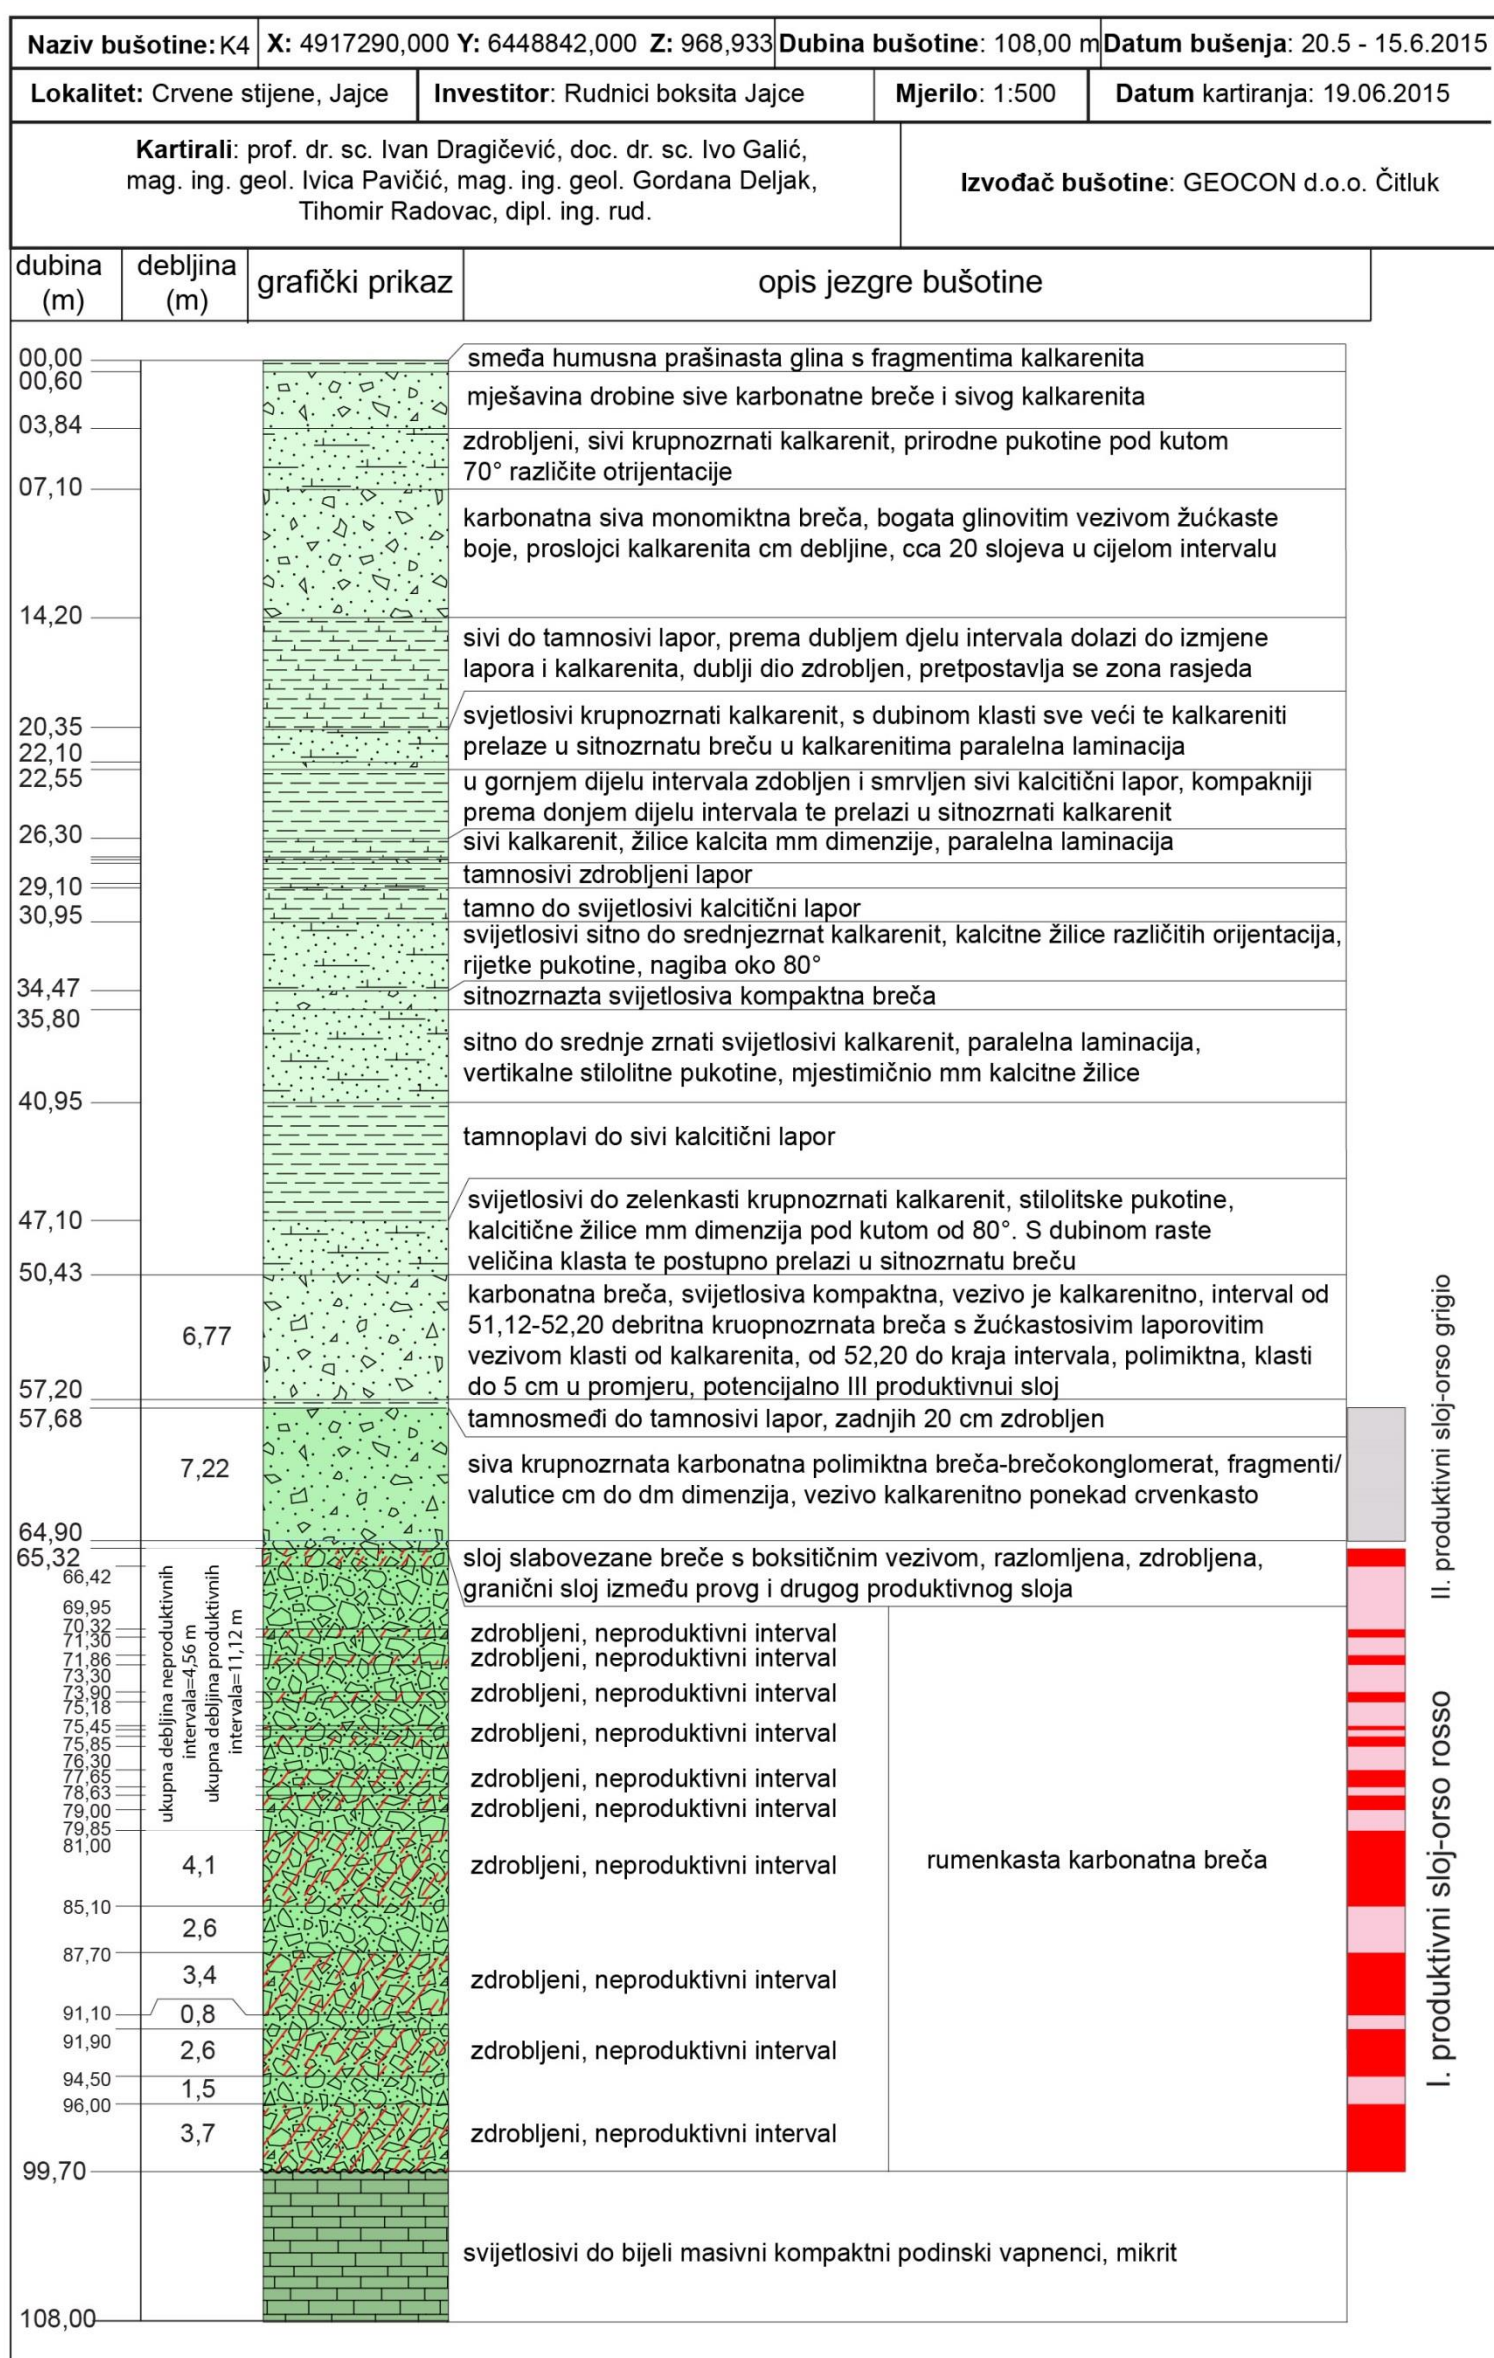 Naziv bušotine: K4 X: 4917290,000 Y: 6448842,000 Z: 968,933 Dubina bušotine: 108,00 m Datum bušenja: 20.5 - 15.6.2015
Lokalitet: Crvene stijene, Jajce Investitor: Rudnici boksita Jajce Mjerilo: 1:500 Datum kartiranja: 19.06.2015
Kartirali: prof. dr. sc. Ivan Dragičević, doc. dr. sc. Ivo Galić,
mag. ing. geol. Ivica Pavičić, mag. ing. geol. Gordana Deljak,
Tihomir Radovac, dipl. ing. rud.
Izvođač bušotine: GEOCON d.o.o. Čitluk
dubina
(m)
debljina
(m)
grafički prikaz
opis jezgre bušotine
00,00
smeđa humusna prašinasta glina s fragmentima kalkarenita
00,60
mješavina drobine sive karbonatne breče i sivog kalkarenita
03,84
zdrobljeni, sivi krupnozrnati kalkarenit, prirodne pukotine pod kutom
70° različite otrijentacije
07,10
karbonatna siva monomiktna breča, bogata glinovitim vezivom žućkaste
boje, proslojci kalkarenita cm debljine, cca 20 slojeva u cijelom intervalu
14,20
sivi do tamnosivi lapor, prema dubljem djelu intervala dolazi do izmjene
lapora i kalkarenita, dublji dio zdrobljen, pretpostavlja se zona rasjeda
20,35
svjetlosivi krupnozrnati kalkarenit, s dubinom klasti sve veći te kalkareniti
prelaze u sitnozrnatu breču u kalkarenitima paralelna laminacija
22,10
22,55
u gornjem dijelu intervala zdobljen i smrvljen sivi kalcitični lapor, kompakniji
prema donjem dijelu intervala te prelazi u sitnozrnati kalkarenit
26,30
sivi kalkarenit, žilice kalcita mm dimenzije, paralelna laminacija
tamnosivi zdrobljeni lapor
29,10
tamno do svijetlosivi kalcitični lapor
30,95
svijetlosivi sitno do srednjezrnat kalkarenit, kalcitne žilice različitih orijentacija,
rijetke pukotine, nagiba oko 80°
34,47
sitnozrnazta svijetlosiva kompaktna breča
35,80
sitno do srednje zrnati svijetlosivi kalkarenit, paralelna laminacija,
vertikalne stilolitne pukotine, mjestimičnio mm kalcitne žilice
40,95
tamnoplavi do sivi kalcitični lapor
47,10
svijetlosivi do zelenkasti krupnozrnati kalkarenit, stilolitske pukotine,
kalcitične žilice mm dimenzija pod kutom od 80°. S dubinom raste
veličina klasta te postupno prelazi u sitnozrnatu breču
50,43
6,77
karbonatna breča, svijetlosiva kompaktna, vezivo je kalkarenitno, interval od
51,12-52,20 debritna kruopnozrnata breča s žućkastosivim laporovitim
vezivom klasti od kalkarenita, od 52,20 do kraja intervala, polimiktna, klasti
do 5 cm u promjeru, potencijalno III produktivnui sloj
57,20
57,68
tamnosmeđi do tamnosivi lapor, zadnjih 20 cm zdrobljen
7,22
siva krupnozrnata karbonatna polimiktna breča-brečokonglomerat, fragmenti/
valutice cm do dm dimenzija, vezivo kalkarenitno ponekad crvenkasto
II. produktivni sloj-orso grigio
64,90
65,32
sloj slabovezane breče s boksitičnim vezivom, razlomljena, zdrobljena,
granični sloj između provg i drugog produktivnog sloja
ukupna debljina neproduktivnih
intervala=4,56 m
ukupna debljina produktivnih
intervala=11,12 m
66,42
69,95
70,32
zdrobljeni, neproduktivni interval
71,30
71,86
zdrobljeni, neproduktivni interval
73,30
73,90
zdrobljeni, neproduktivni interval
75,18
75,45
zdrobljeni, neproduktivni interval
75,85
76,30
77,65
zdrobljeni, neproduktivni interval
78,63
79,00
zdrobljeni, neproduktivni interval
79,85
81,00
4,1
zdrobljeni, neproduktivni interval
rumenkasta karbonatna breča
I. produktivni sloj-orso rosso
85,10
2,6
87,70
3,4
zdrobljeni, neproduktivni interval
91,10
0,8
91,90
2,6
zdrobljeni, neproduktivni interval
94,50
1,5
96,00
3,7
zdrobljeni, neproduktivni interval
99,70
svijetlosivi do bijeli masivni kompaktni podinski vapnenci, mikrit
108,00